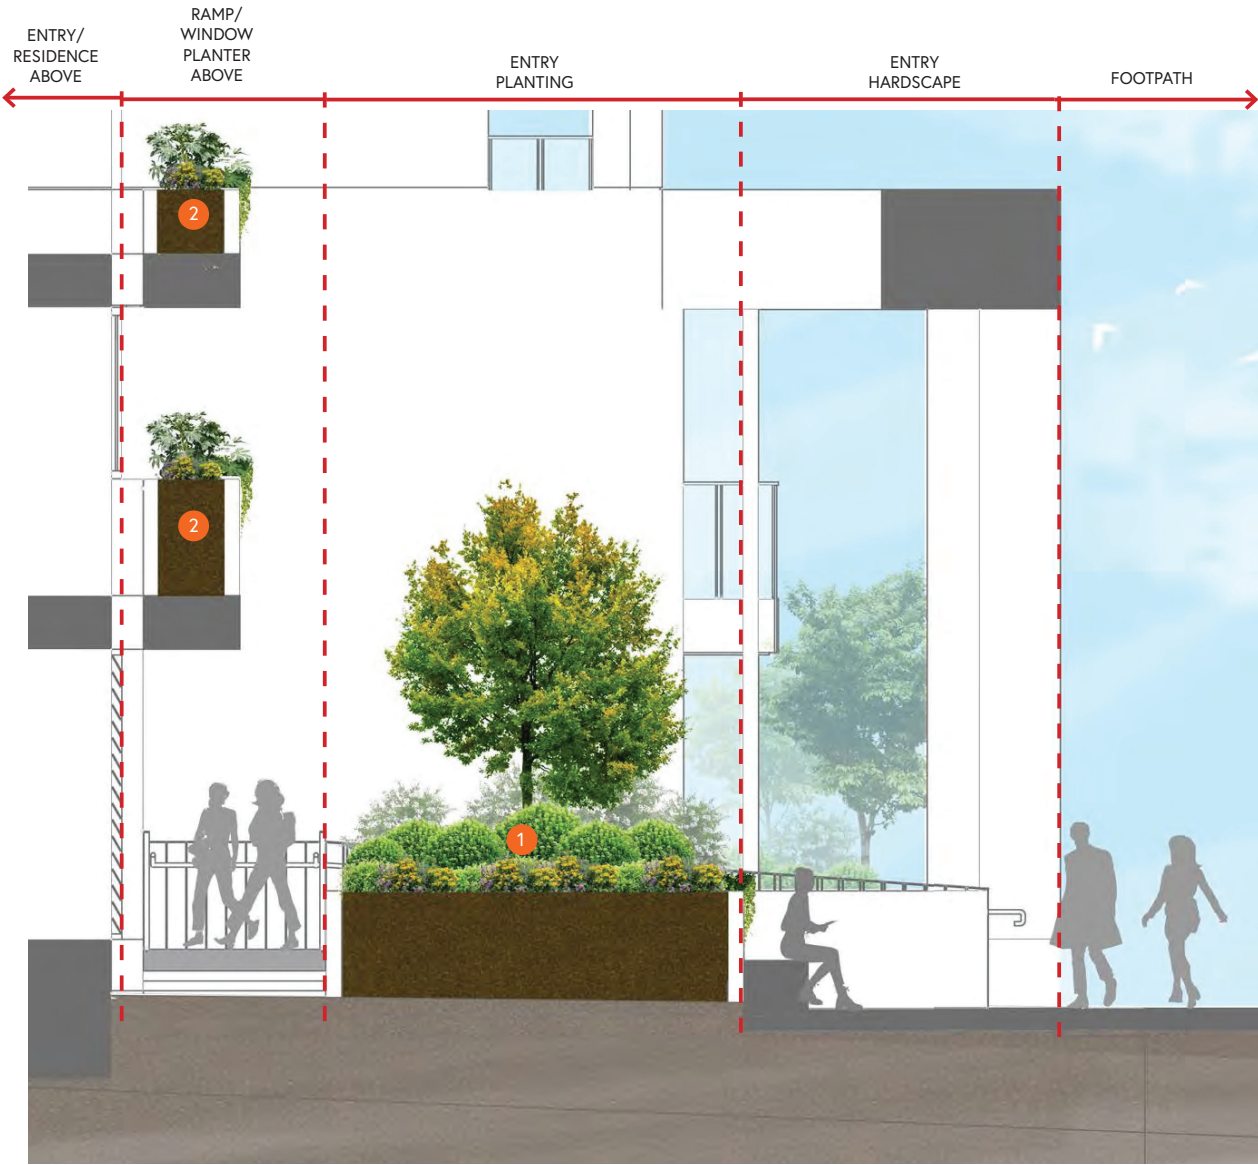 ENTRY/
RESIDENCE
ABOVE
RAMP/
WINDOW
PLANTER
ABOVE
ENTRY
PLANTING
ENTRY
HARDSCAPE
FOOTPATH
2
2
1